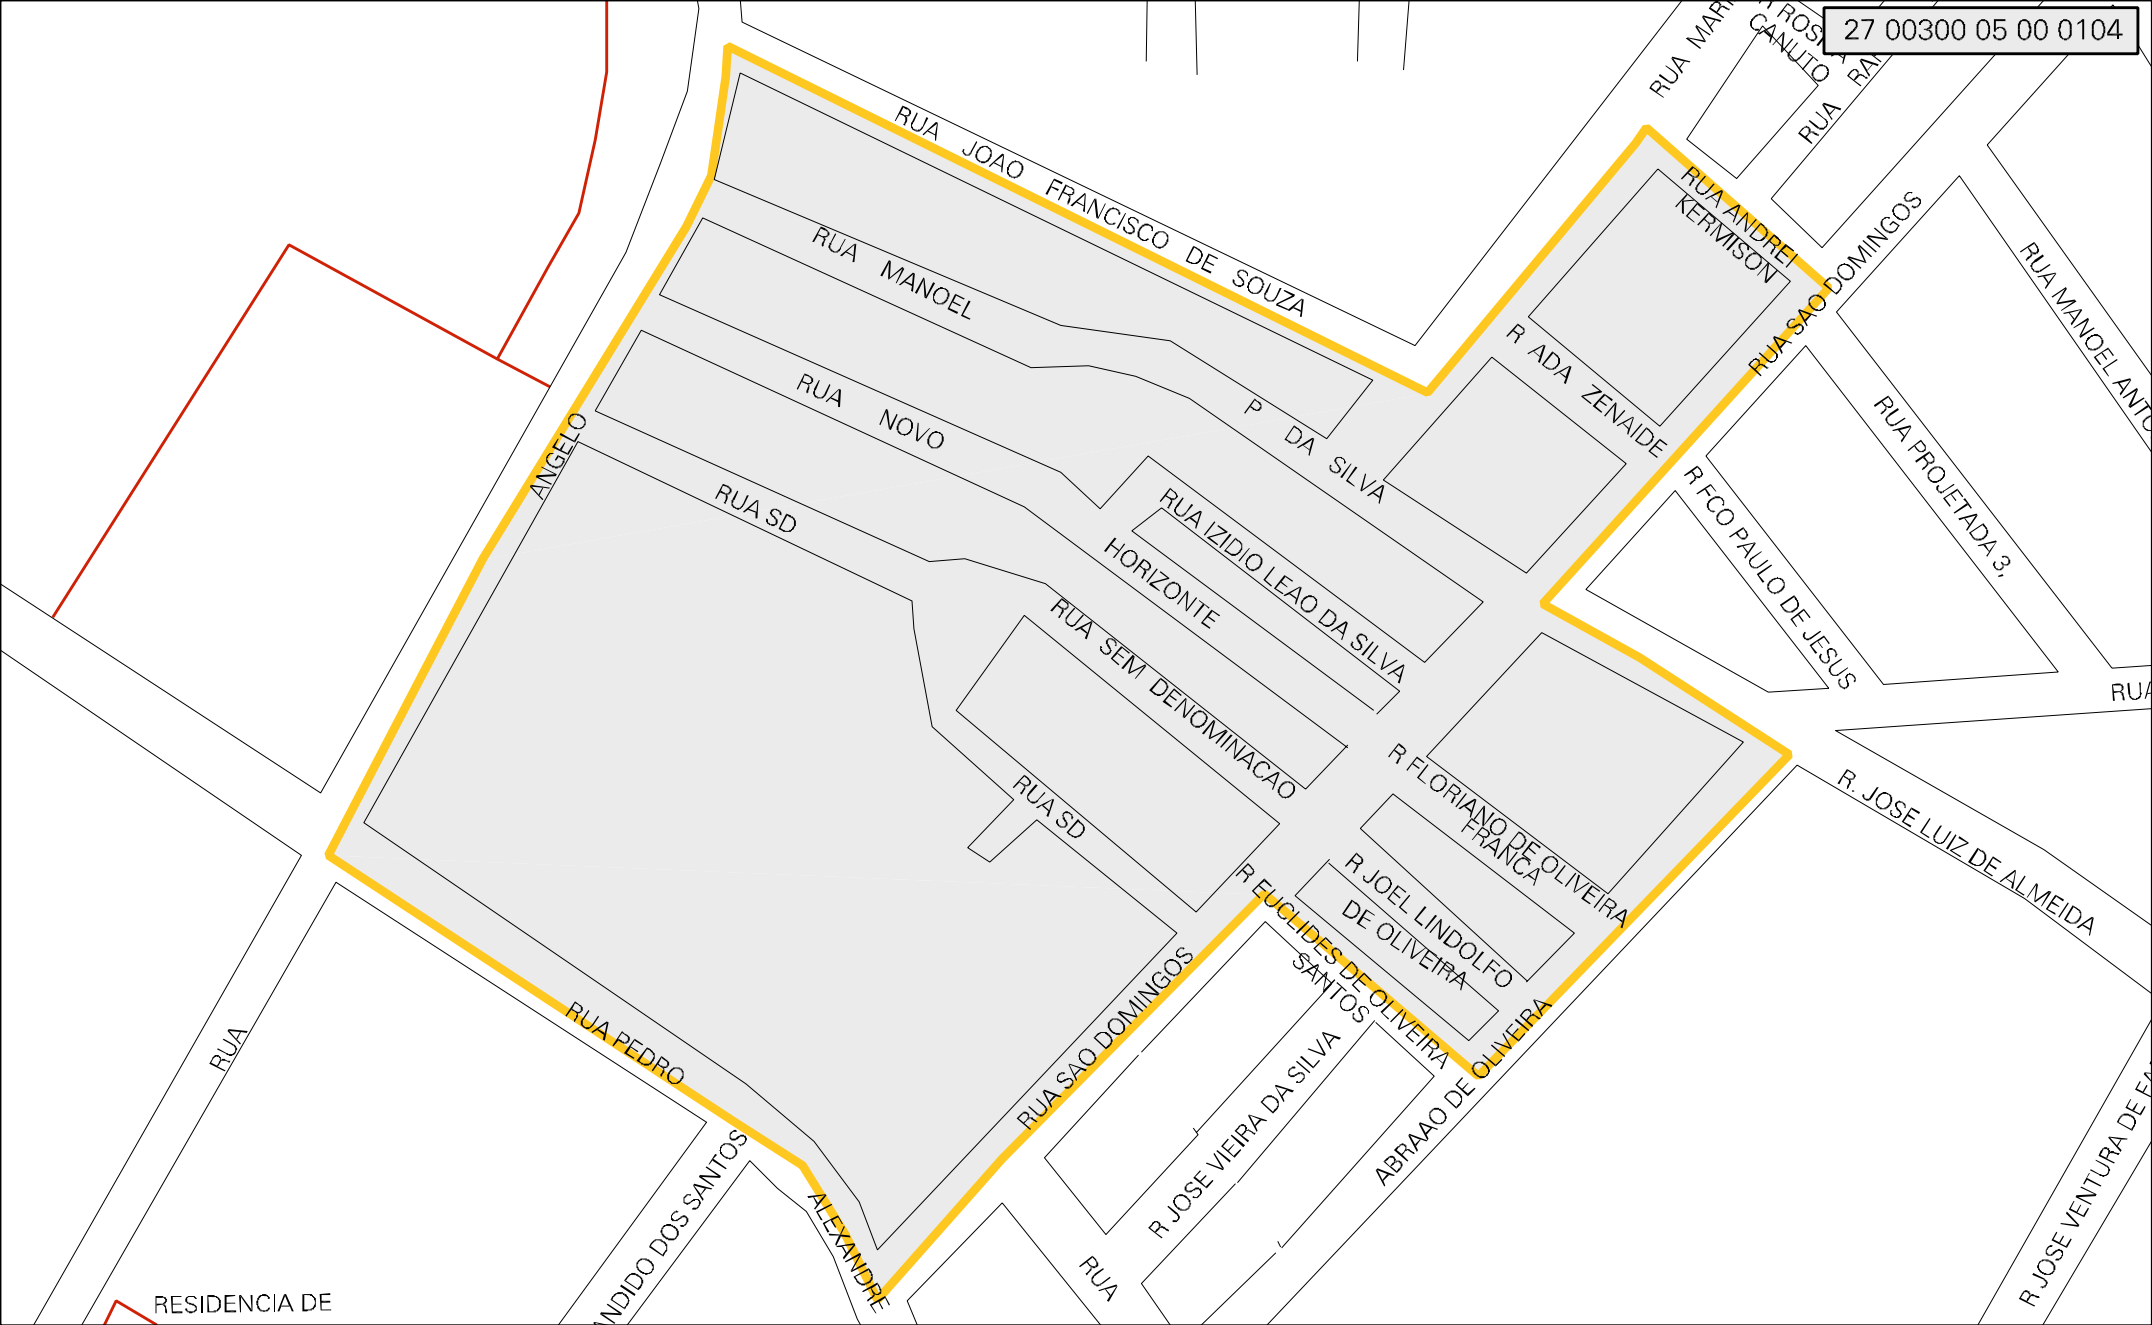 27 00300 05 00 0104
CANUTO
RUA
RUA JOAO FRANCISCO DE SOUZA
RUA ANDREI
KERMISON
RUA SAO DOMINGOS
RUA MANOEL P DA SILVA
R ADA ZENAIDE
RUA PROJETADA 3,
RUA NOVO HORIZONTE
ANGELO
RUA SD
R FCO PAULO DE JESUS
RUA IZIDIO LEAO DA SILVA
RUA SEM DENOMINACAO
RUA
RUA SD
R FLORIANO DE OLIVEIRA
FRANCA
R. JOSE LUIZ DE ALMEIDA
R JOEL LINDOLFO
DE OLIVEIRA
R EUCLIDES DE OLIVEIRA
SANTOS
RUA SAO DOMINGOS
RUA PEDRO
ALEXANDRE
RUA
R JOSE VIEIRA DA SILVA
ABRAAO DE OLIVEIRA
R JOSE VENTURA DE
ANDIDO DOS SANTOS
RUA
RESIDENCIA DE
RUA MANOEL